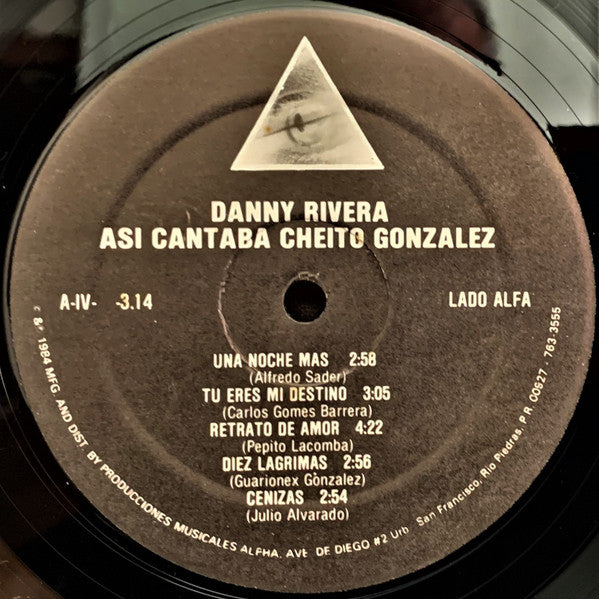 DANNY RIVERA
ASI CANTABA CHEITO GONZALEZ
A-IV- -3.14
LADO ALFA
UNA NOCHE MAS 2:58
(Alfredo Sader)
TU ERES MI DESTINO 3:05
(Carlos Gomes Barrera)
RETRATO DE AMOR 4:22
(Pepito Lacomba)
DIEZ LAGRIMAS 2:56
(Guarionex Gonzalez)
CENIZAS 2:54
(Julio Alvarado)
1984 MFG AND DIST. BY PRODUCCIONES MUSICALES ALPHA, AVE DE DIEGO #2 Urb San Francisco, Rio Piedras, P.R. 00927 - 763 3555